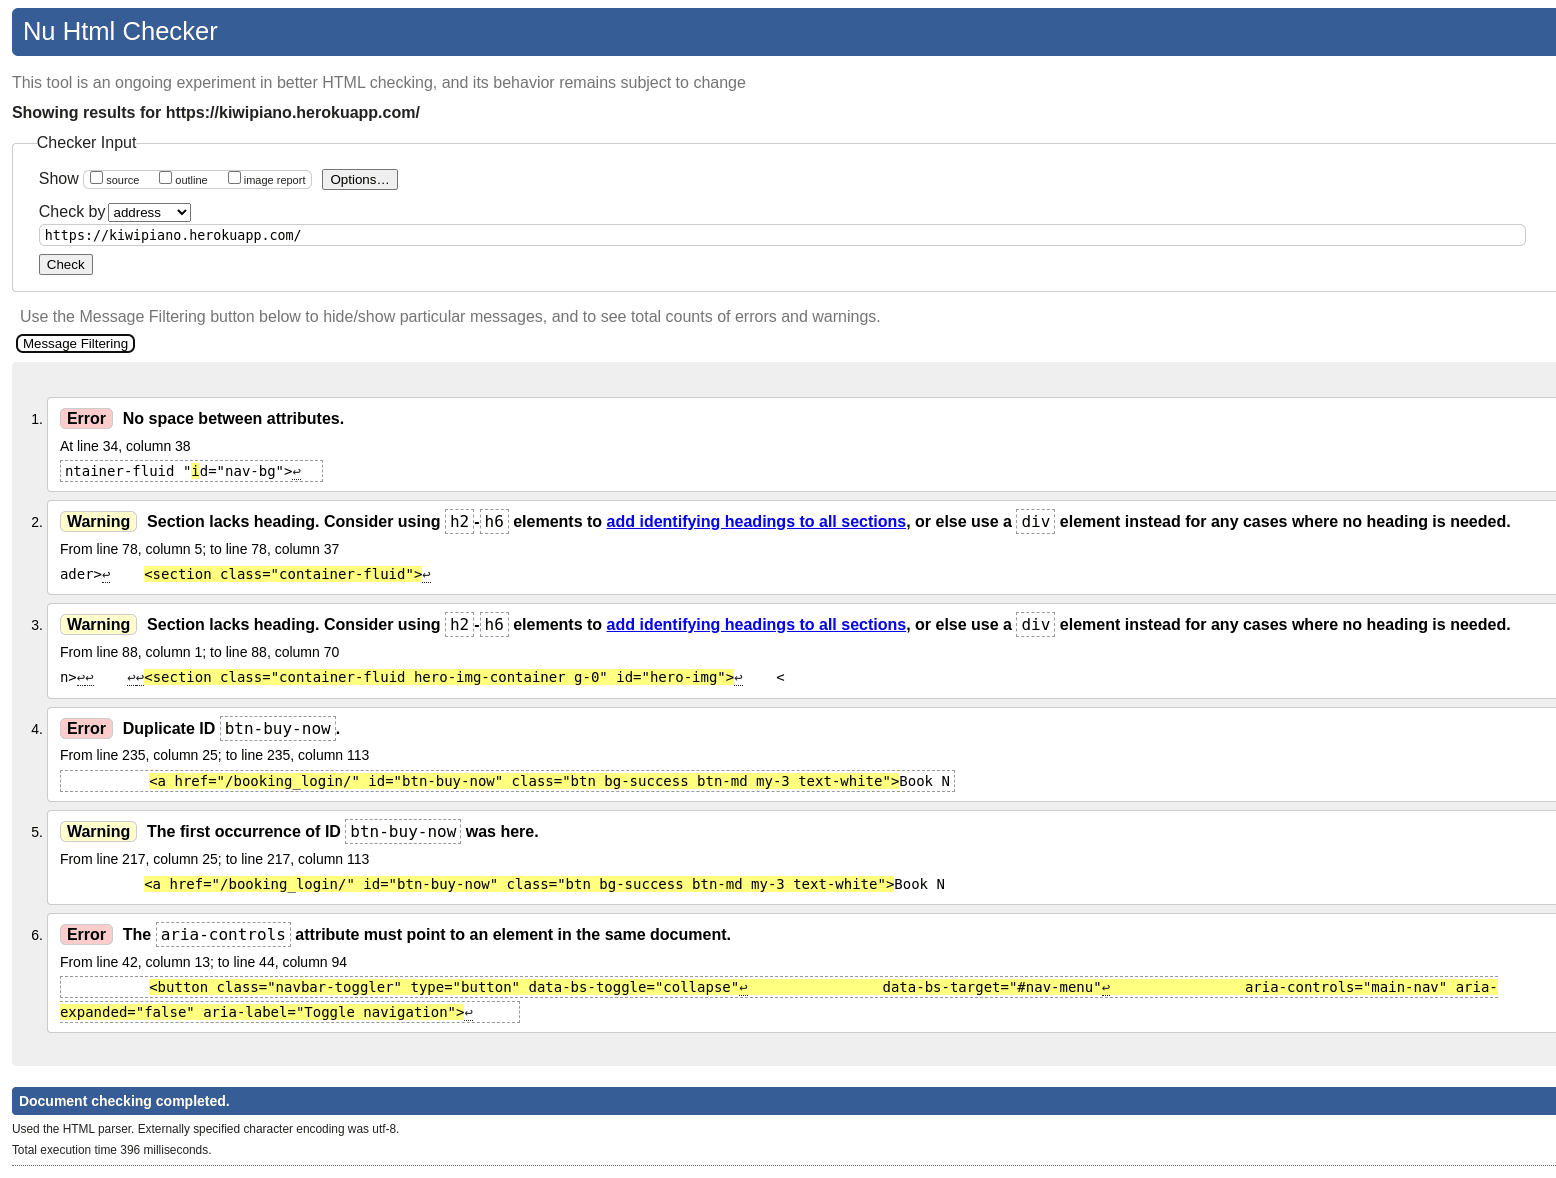 Nu Html Checker
This tool is an ongoing experiment in better HTML checking, and its behavior remains subject to change
Showing results for https://kiwipiano.herokuapp.com/
Checker Input
Show source outline image report Options…
Check by address
https://kiwipiano.herokuapp.com/
Check
Use the Message Filtering button below to hide/show particular messages, and to see total counts of errors and warnings.
Message Filtering
1. Error No space between attributes.
At line 34, column 38
ntainer-fluid "id="nav-bg">↩
2. Warning Section lacks heading. Consider using h2-h6 elements to add identifying headings to all sections, or else use a div element instead for any cases where no heading is needed.
From line 78, column 5; to line 78, column 37
ader>↩    <section class="container-fluid">↩
3. Warning Section lacks heading. Consider using h2-h6 elements to add identifying headings to all sections, or else use a div element instead for any cases where no heading is needed.
From line 88, column 1; to line 88, column 70
n>↩↩    ↩↩<section class="container-fluid hero-img-container g-0" id="hero-img">↩    <
4. Error Duplicate ID btn-buy-now.
From line 235, column 25; to line 235, column 113
<a href="/booking_login/" id="btn-buy-now" class="btn bg-success btn-md my-3 text-white">Book N
5. Warning The first occurrence of ID btn-buy-now was here.
From line 217, column 25; to line 217, column 113
<a href="/booking_login/" id="btn-buy-now" class="btn bg-success btn-md my-3 text-white">Book N
6. Error The aria-controls attribute must point to an element in the same document.
From line 42, column 13; to line 44, column 94
<button class="navbar-toggler" type="button" data-bs-toggle="collapse"↩                data-bs-target="#nav-menu"↩                aria-controls="main-nav" aria-
expanded="false" aria-label="Toggle navigation">↩
Document checking completed.
Used the HTML parser. Externally specified character encoding was utf-8.
Total execution time 396 milliseconds.